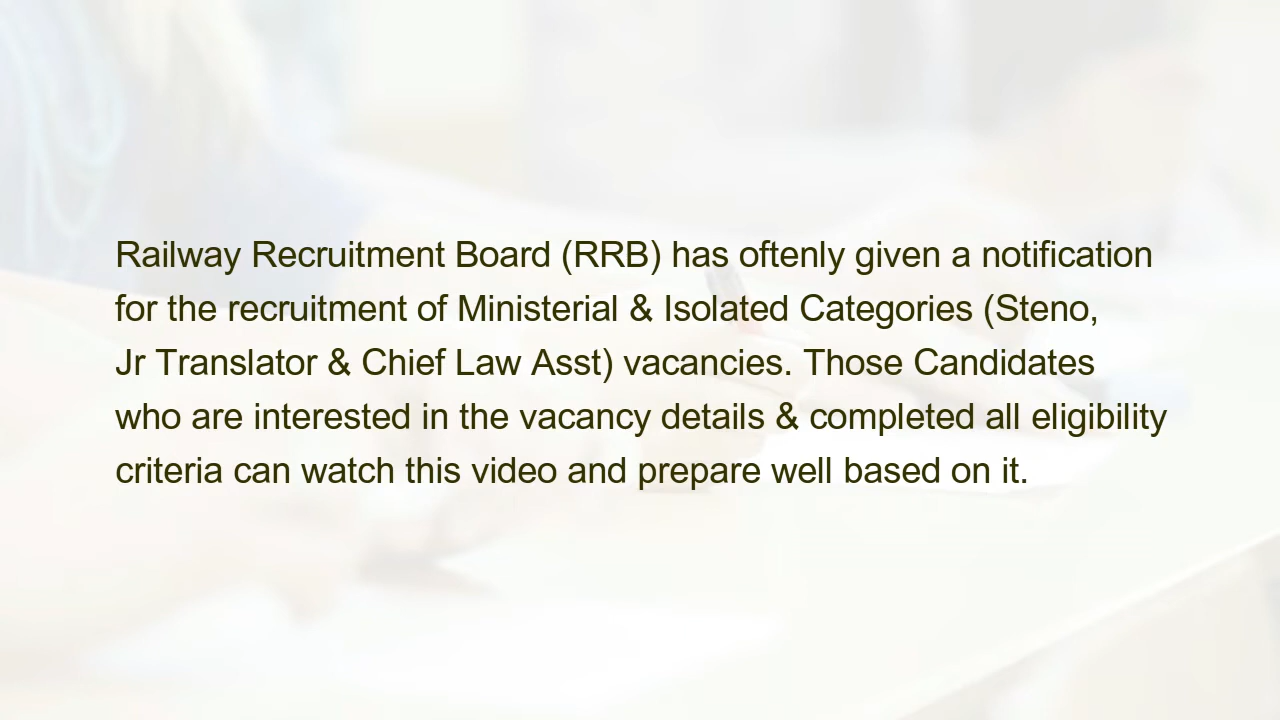 Railway Recruitment Board (RRB) has oftenly given a notification
for the recruitment of Ministerial & Isolated Categories (Steno,
Jr Translator & Chief Law Asst) vacancies. Those Candidates
who are interested in the vacancy details & completed all eligibility
criteria can watch this video and prepare well based on it.